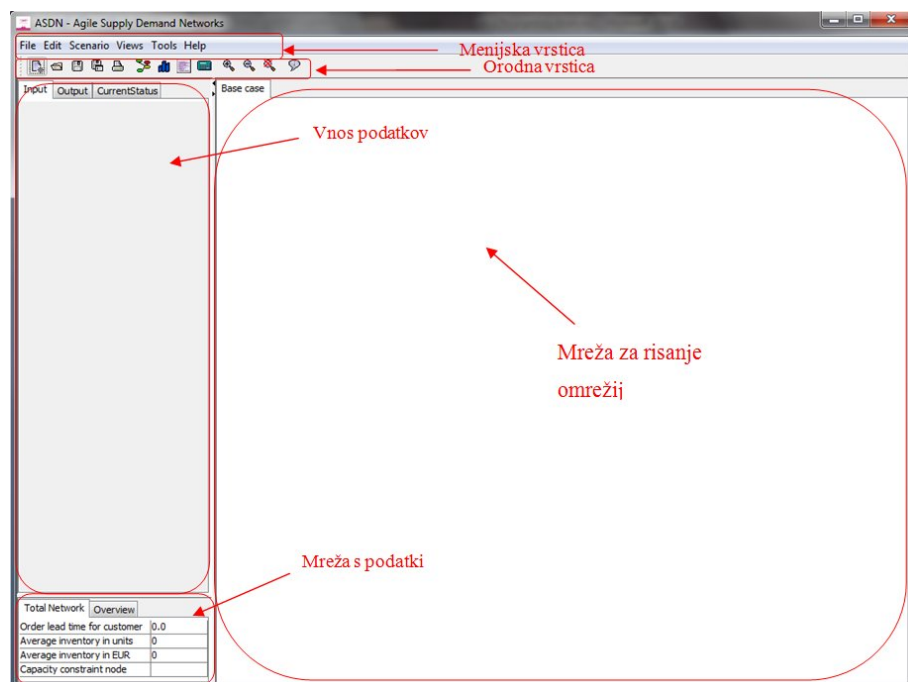 ASDN - Agile Supply Demand Networks
File Edit Scenario Views Tools Help
Menijska vrstica
Orodna vrstica
Input Output CurrentStatus
Base case
Vnos podatkov
Mreža za risanje
omrežij
Mreža s podatki
Total Network Overview
Order lead time for customer 0.0
Average inventory in units 0
Average inventory in EUR 0
Capacity constraint node